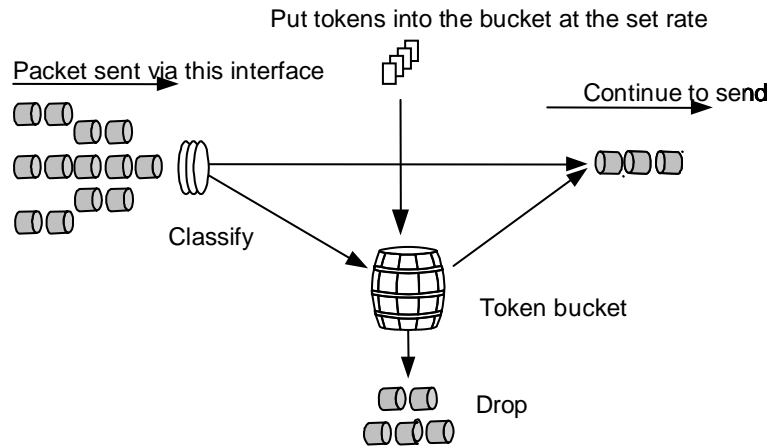 Put tokens into the bucket at the set rate
Packet sent via this interface
Continue to send
Classify
Token bucket
Drop